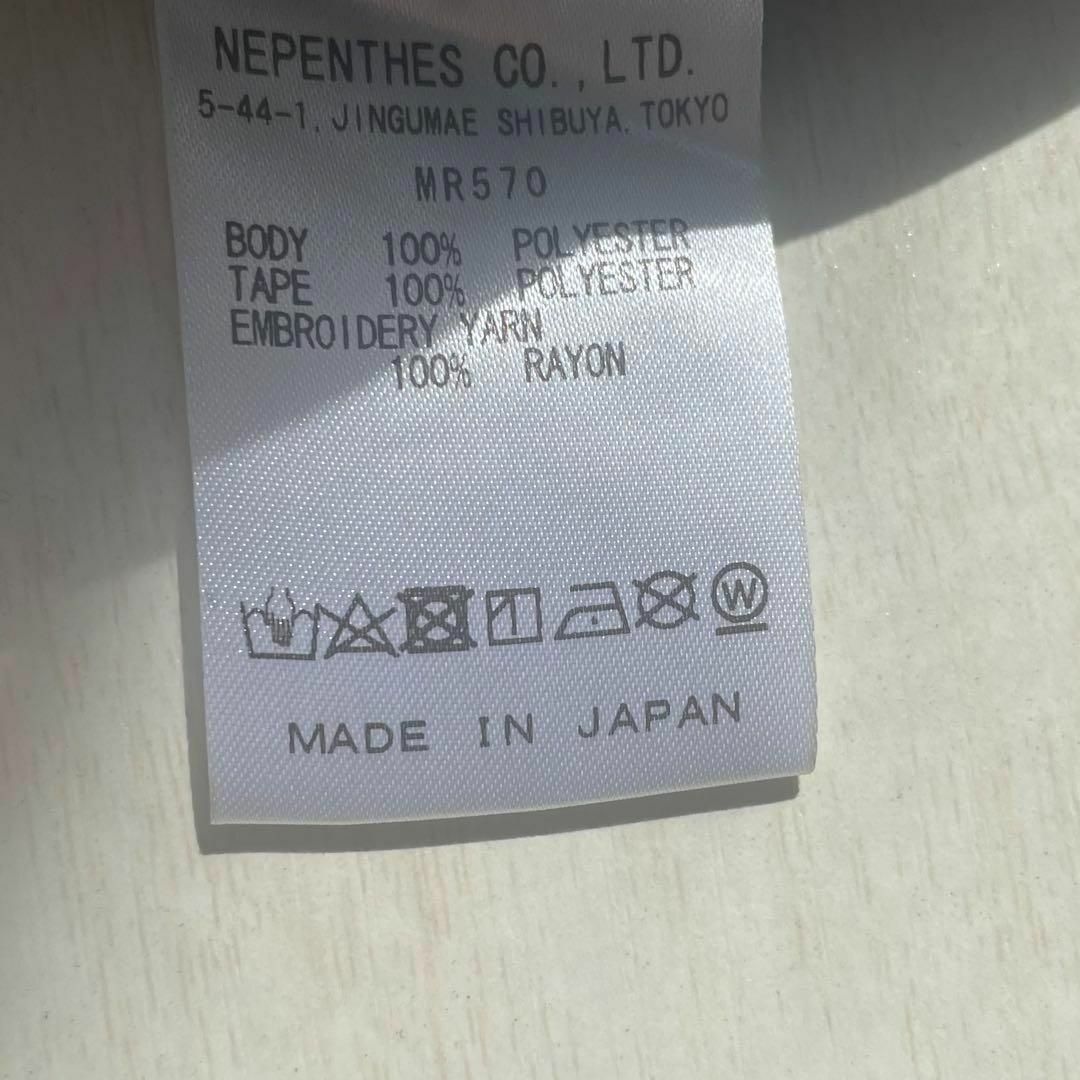 NEPENTHES CO., LTD.
5-44-1, JINGUMAE SHIBUYA, TOKYO
MR570
BODY 100% POLYESTER
TAPE 100% POLYESTER
EMBROIDERY YARN
100% RAYON
W
MADE IN JAPAN